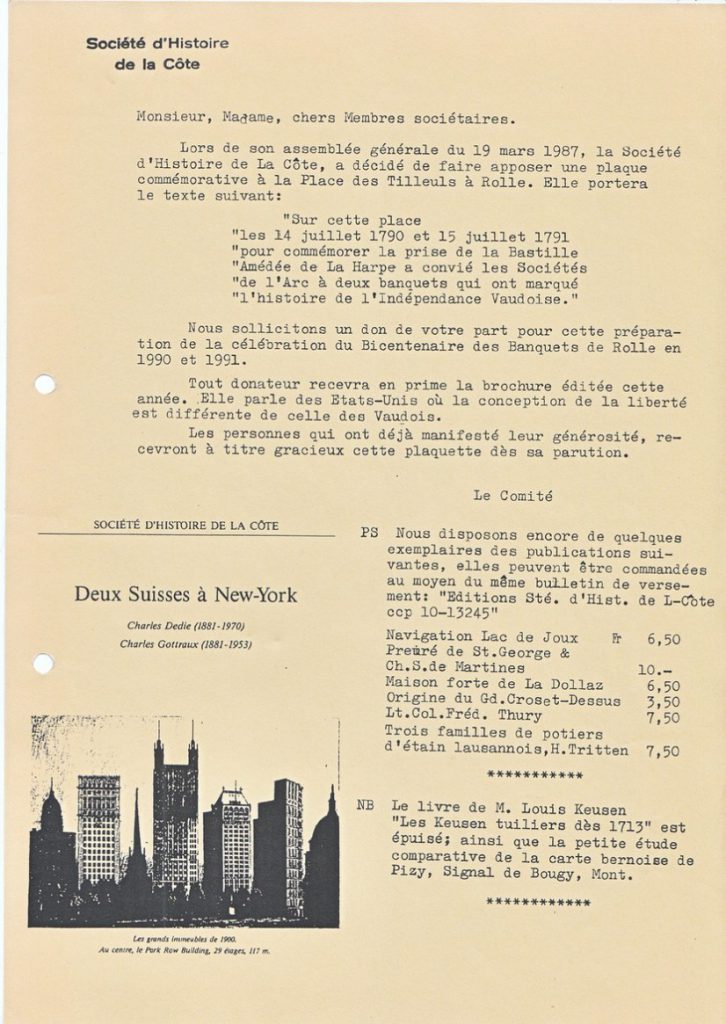 Société d'Histoire
de la Côte
Monsieur, Madame, chers Membres sociétaires.
Lors de son assemblée générale du 19 mars 1987, la Société
d'Histoire de La Côte, a décidé de faire apposer une plaque
commémorative à la Place des Tilleuls à Rolle. Elle portera
le texte suivant:
"Sur cette place
"les 14 juillet 1790 et 15 juillet 1791
"pour commémorer la prise de la Bastille
"Amédée de La Harpe a convié les Sociétés
"de l'Arc à deux banquets qui ont marqué
"l'histoire de l'Indépendance Vaudoise."
Nous sollicitons un don de votre part pour cette prépara-
tion de la célébration du Bicentenaire des Banquets de Rolle en
1990 et 1991.
Tout donateur recevra en prime la brochure éditée cette
année. Elle parle des Etats-Unis où la conception de la liberté
est différente de celle des Vaudois.
Les personnes qui ont déjà manifesté leur générosité, re-
cevront à titre gracieux cette plaquette dès sa parution.
Le Comité
SOCIÉTÉ D'HISTOIRE DE LA CÔTE
Deux Suisses à New-York
Charles Dedie (1881-1970)
Charles Gottraux (1881-1953)
Les grands immeubles de 1900.
Au centre, le Park Row Building, 29 étages, 117 m.
PS Nous disposons encore de quelques
exemplaires des publications sui-
vantes, elles peuvent être commandées
au moyen du même bulletin de verse-
ment: "Editions Sté. d'Hist. de L-Côte
ccp 10-13245"
Navigation Lac de Joux Fr 6,50
Preuré de St.George &
Ch.S.de Martines 10.-
Maison forte de La Dollaz 6,50
Origine du Gd.Croset-Dessus 3,50
Lt.Col.Fréd. Thury 7,50
Trois familles de potiers
d'étain lausannois,H.Tritten 7,50
***********
NB Le livre de M. Louis Keusen
"Les Keusen tuiliers dès 1713" est
épuisé; ainsi que la petite étude
comparative de la carte bernoise de
Pizy, Signal de Bougy, Mont.
************